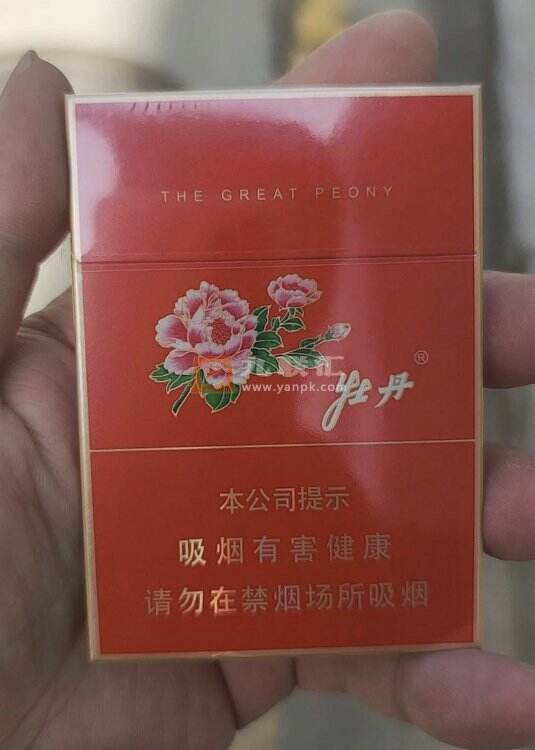 THE GREAT PEONY
www.yanpk.com
牡丹®
本公司提示
吸烟有害健康
请勿在禁烟场所吸烟